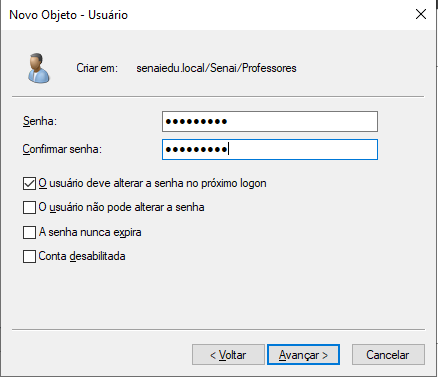 Novo Objeto - Usuário
Criar em: senaiedu.local/Senai/Professores
Senha: ●●●●●●●●●
Confirmar senha: ●●●●●●●●●
O usuário deve alterar a senha no próximo logon
O usuário não pode alterar a senha
A senha nunca expira
Conta desabilitada
< Voltar Avançar > Cancelar